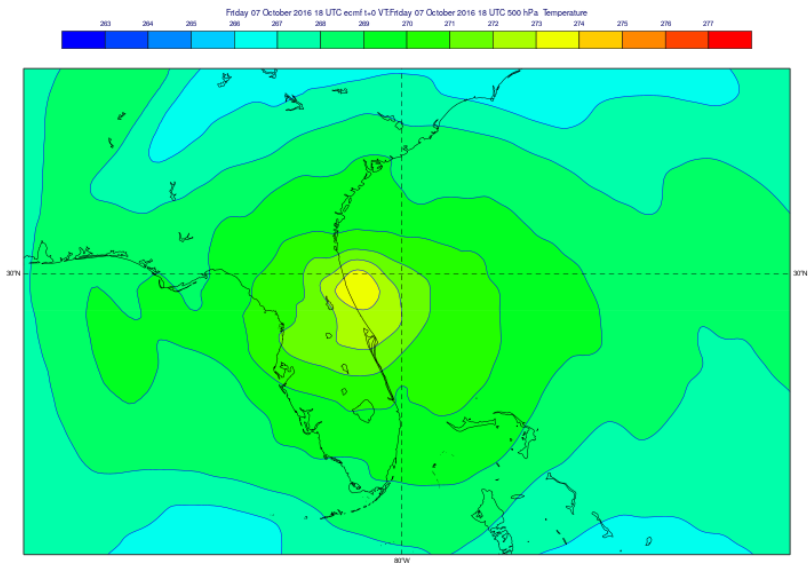 Friday 07 October 2016 18 UTC ecmf t+0 VT:Friday 07 October 2016 18 UTC 500 hPa Temperature
263 264 265 266 267 268 269 270 271 272 273 274 275 276 277
30°N 30°N
80°W